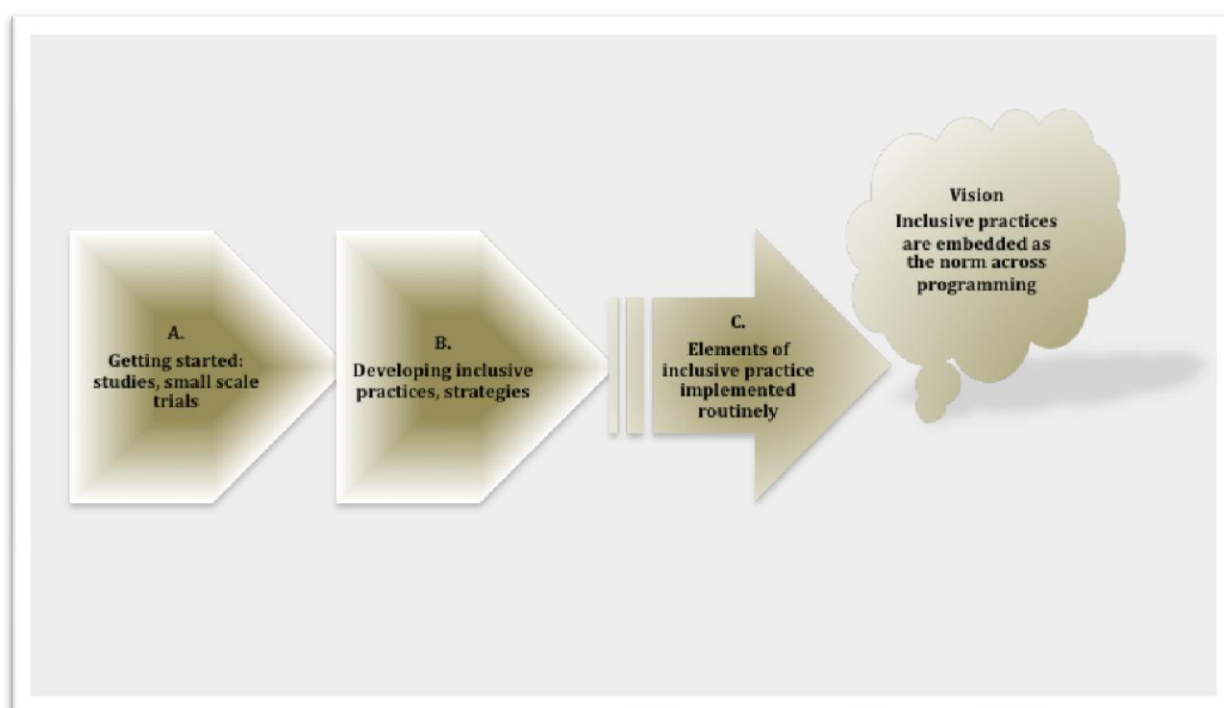 A.
Getting started:
studies, small scale
trials
B.
Developing inclusive
practices, strategies
C.
Elements of
inclusive practice
implemented
routinely
Vision
Inclusive practices
are embedded as
the norm across
programming